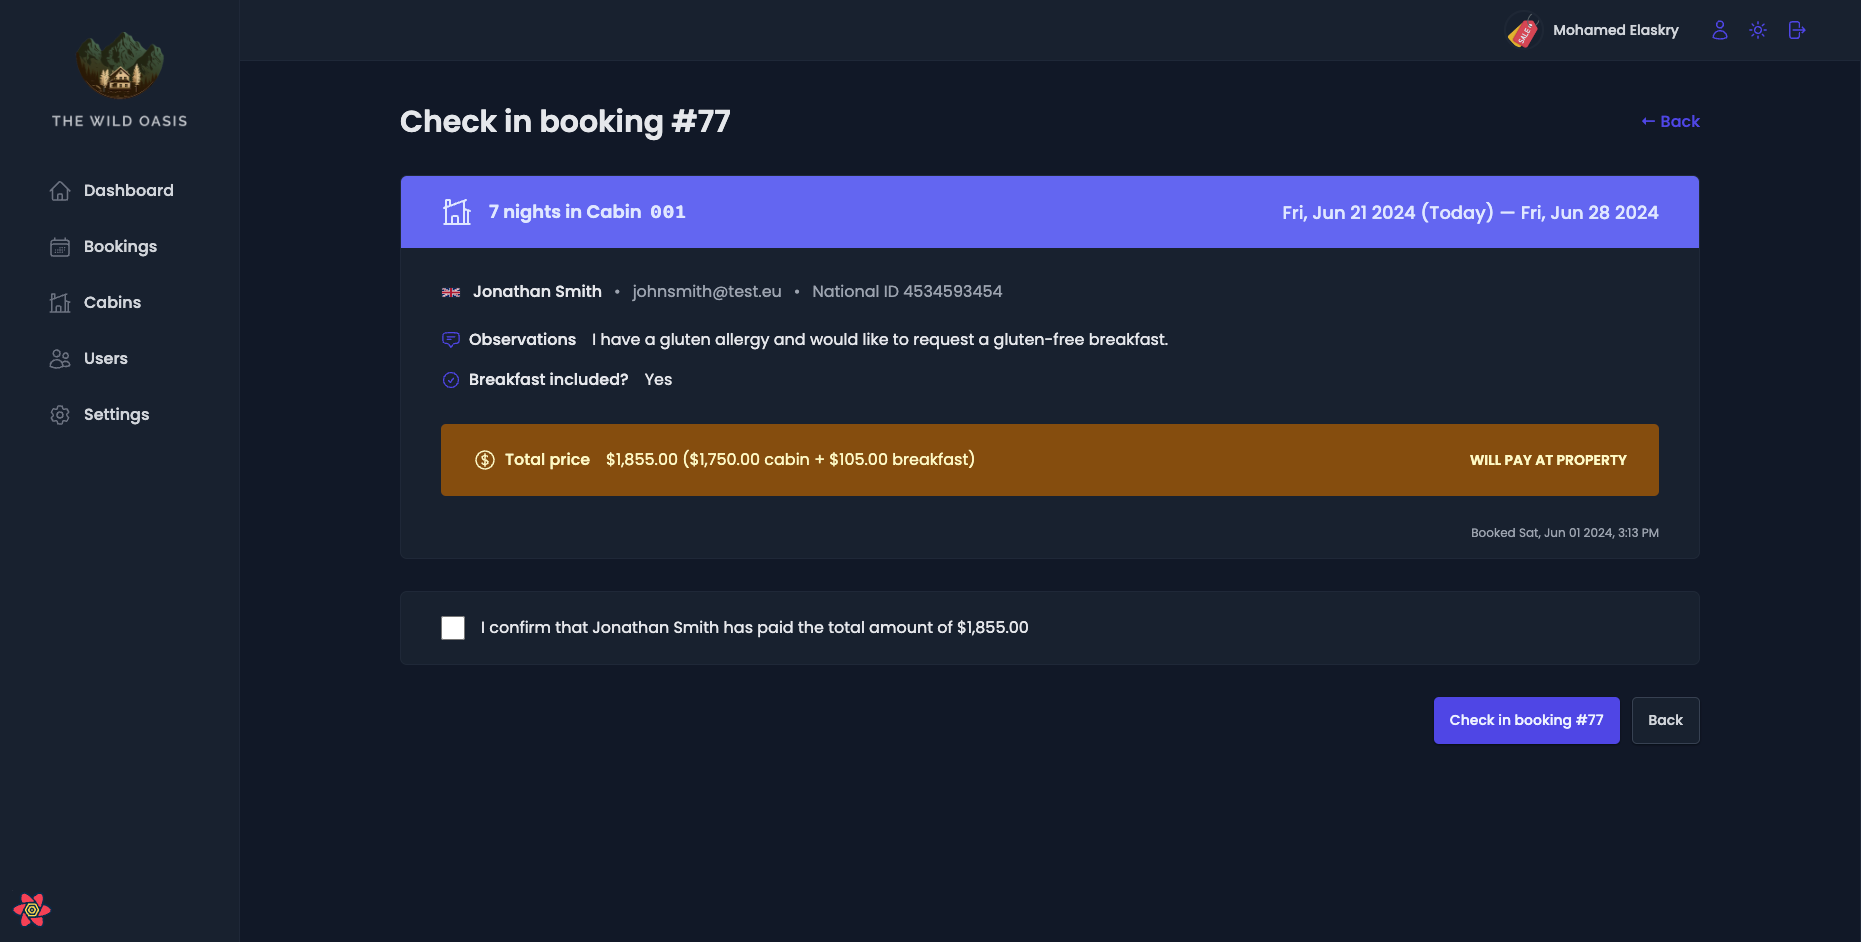 THE WILD OASIS
Dashboard
Bookings
Cabins
Users
Settings
SALE
Mohamed Elaskry
Check in booking #77
← Back
7 nights in Cabin 001
Fri, Jun 21 2024 (Today) — Fri, Jun 28 2024
Jonathan Smith • johnsmith@test.eu • National ID 4534593454
Observations I have a gluten allergy and would like to request a gluten-free breakfast.
Breakfast included? Yes
Total price $1,855.00 ($1,750.00 cabin + $105.00 breakfast)
WILL PAY AT PROPERTY
Booked Sat, Jun 01 2024, 3:13 PM
I confirm that Jonathan Smith has paid the total amount of $1,855.00
Check in booking #77
Back